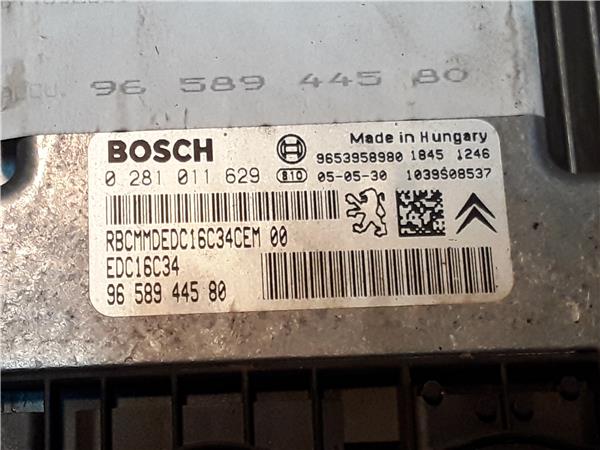 96 589 445 80
BOSCH
Made in Hungary
9653958980 1845 1246
0 281 011 629 810 05-05-30 1039S08537
RBCMMDEDC16C34CEM 00
EDC16C34
96 589 445 80